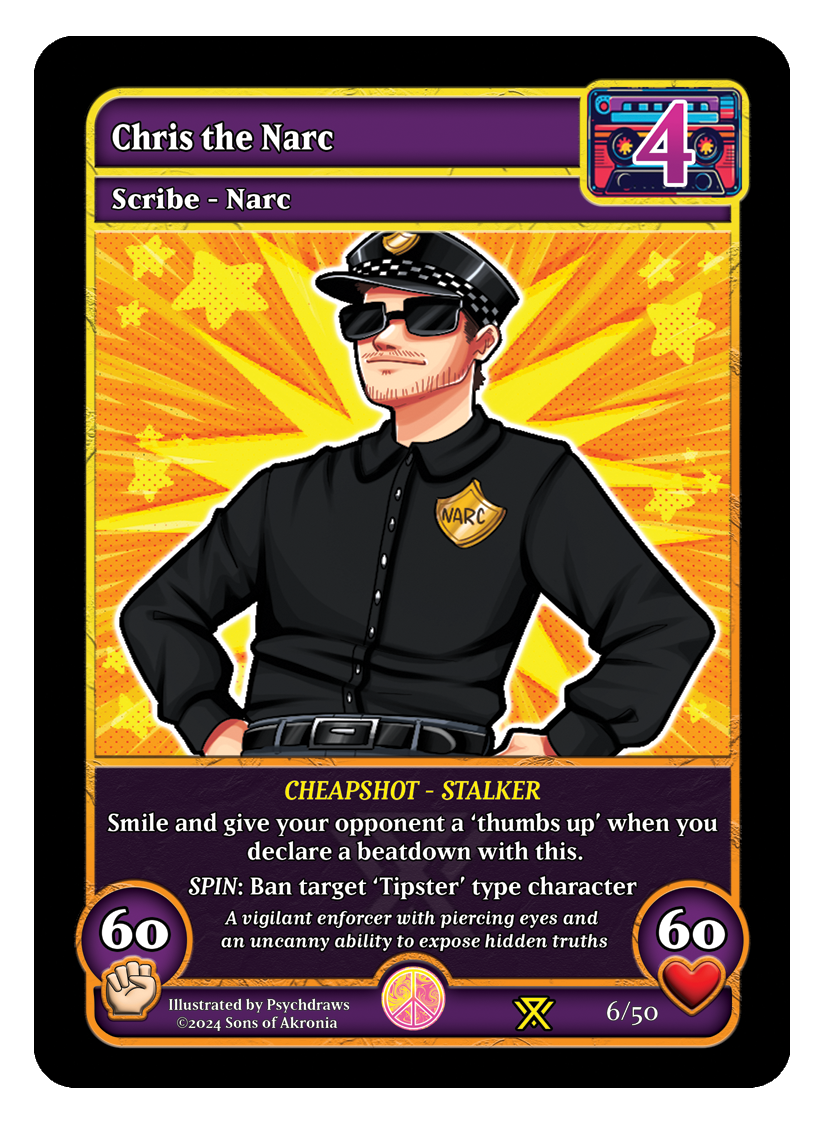 Chris the Narc
4
Scribe - Narc
NARC
CHEAPSHOT - STALKER
Smile and give your opponent a ‘thumbs up’ when you
declare a beatdown with this.
SPIN: Ban target ‘Tipster’ type character
A vigilant enforcer with piercing eyes and
an uncanny ability to expose hidden truths
60
60
Illustrated by Psychdraws
©2024 Sons of Akronia
6/50